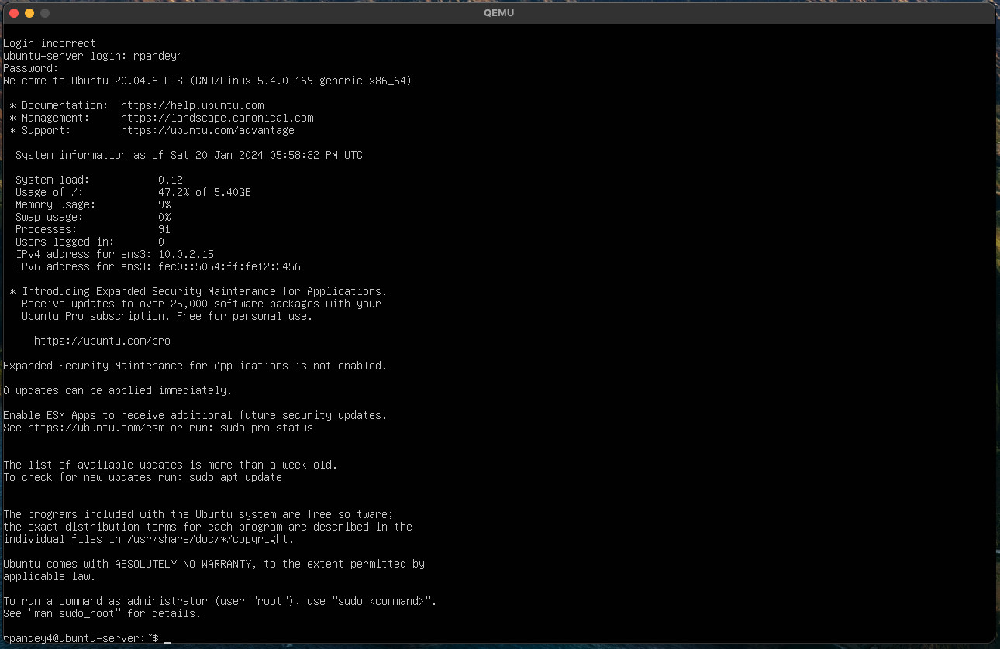 QEMU
Login incorrect
ubuntu-server login: rpandey4
Password:
Welcome to Ubuntu 20.04.6 LTS (GNU/Linux 5.4.0-169-generic x86_64)
* Documentation:  https://help.ubuntu.com
* Management:     https://landscape.canonical.com
* Support:        https://ubuntu.com/advantage
System information as of Sat 20 Jan 2024 05:58:32 PM UTC
System load:           0.12
Usage of /:            47.2% of 5.40GB
Memory usage:          9%
Swap usage:            0%
Processes:             91
Users logged in:       0
IPv4 address for ens3: 10.0.2.15
IPv6 address for ens3: fec0::5054:ff:fe12:3456
* Introducing Expanded Security Maintenance for Applications.
Receive updates to over 25,000 software packages with your
Ubuntu Pro subscription. Free for personal use.
https://ubuntu.com/pro
Expanded Security Maintenance for Applications is not enabled.
0 updates can be applied immediately.
Enable ESM Apps to receive additional future security updates.
See https://ubuntu.com/esm or run: sudo pro status
The list of available updates is more than a week old.
To check for new updates run: sudo apt update
The programs included with the Ubuntu system are free software;
the exact distribution terms for each program are described in the
individual files in /usr/share/doc/*/copyright.
Ubuntu comes with ABSOLUTELY NO WARRANTY, to the extent permitted by
applicable law.
To run a command as administrator (user "root"), use "sudo <command>".
See "man sudo_root" for details.
rpandey4@ubuntu-server:~$ _